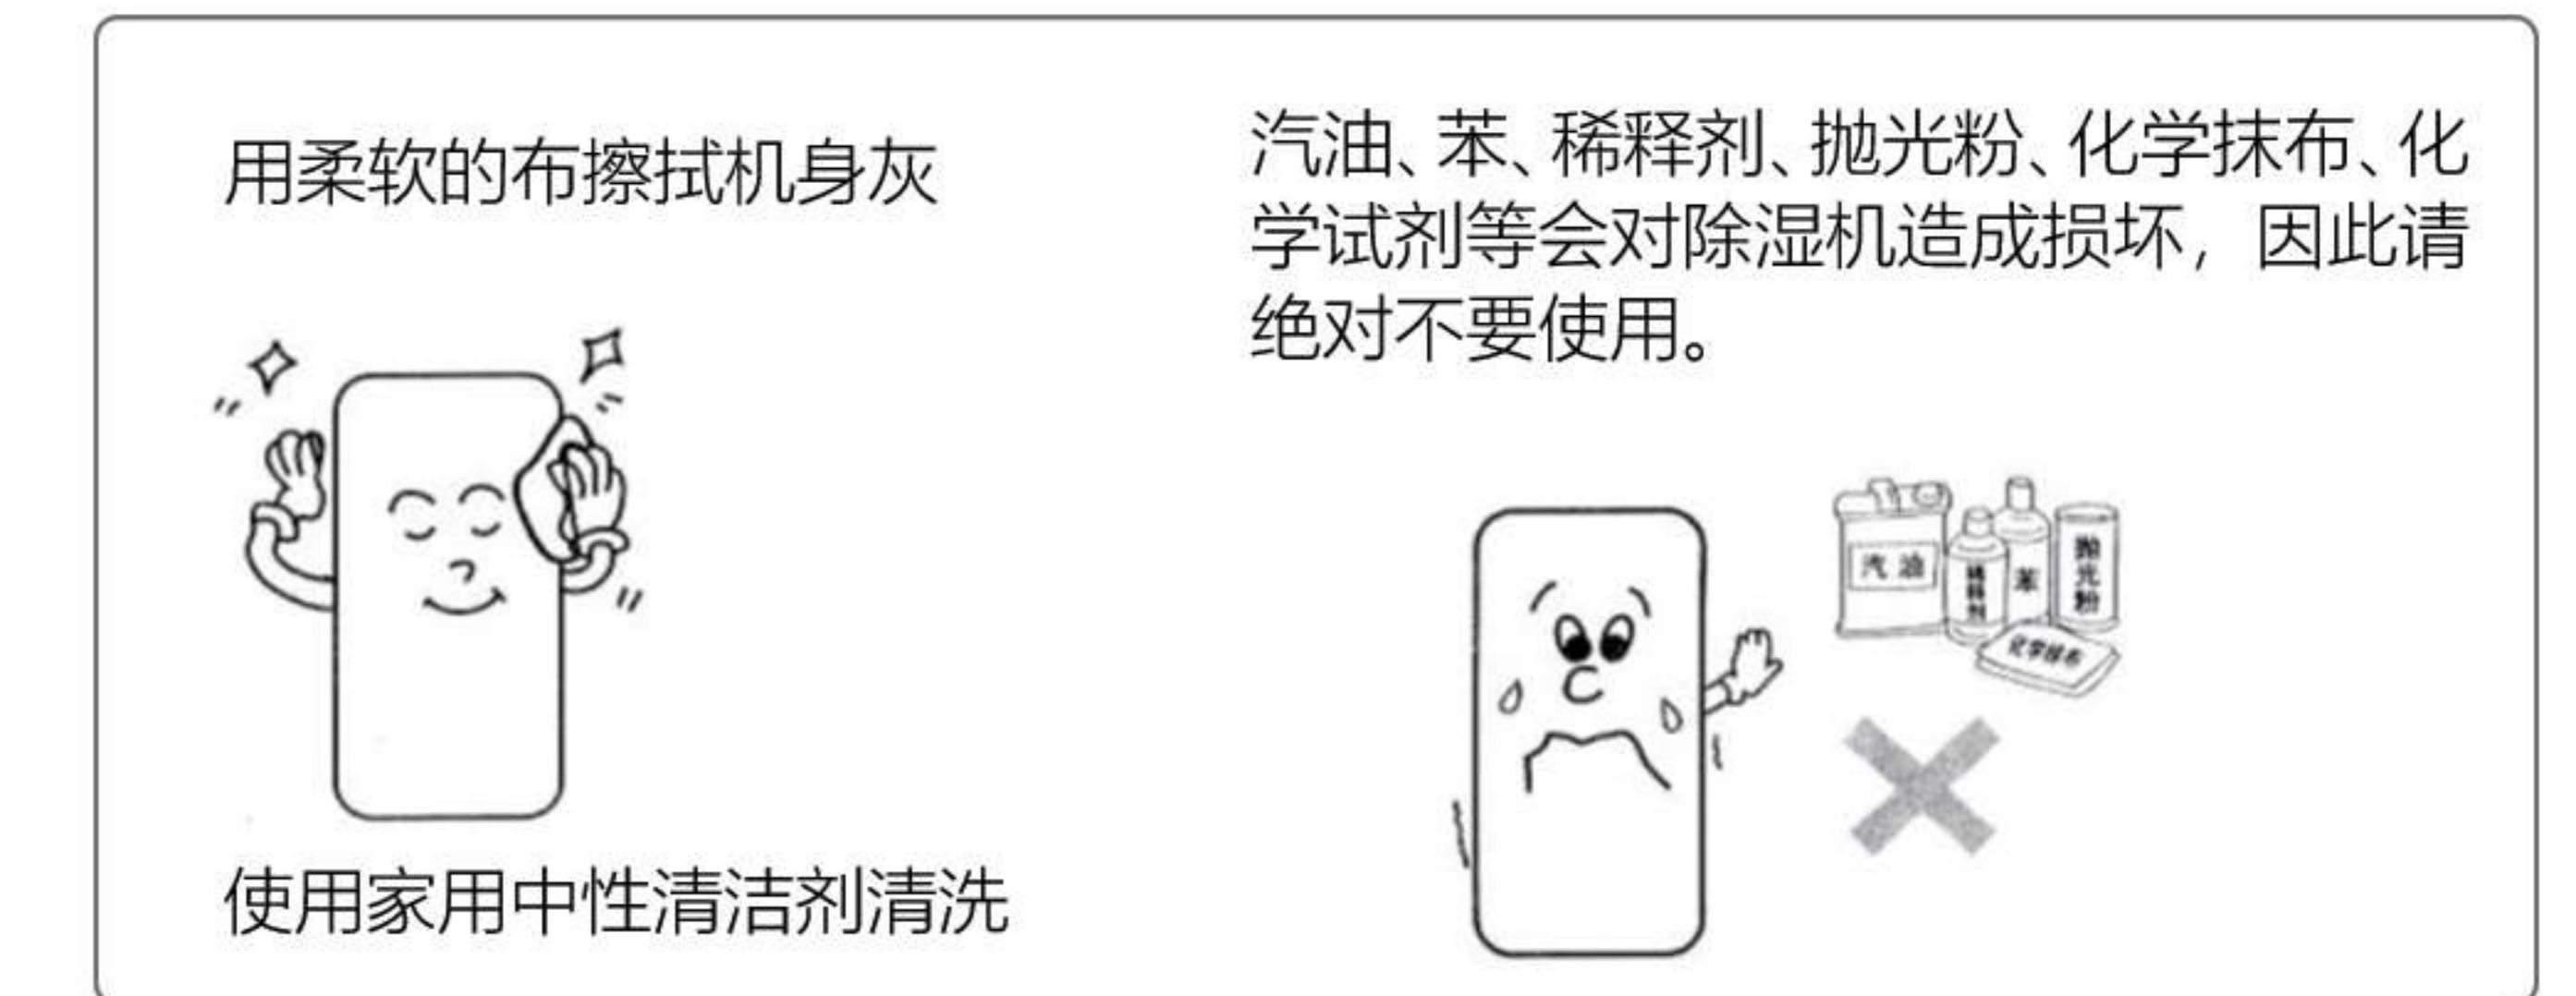 用柔软的布擦拭机身灰
使用家用中性清洁剂清洗
汽油、苯、稀释剂、抛光粉、化学抹布、化
学试剂等会对除湿机造成损坏，因此请
绝对不要使用。
汽油
稀释剂
苯
抛光粉
化学抹布